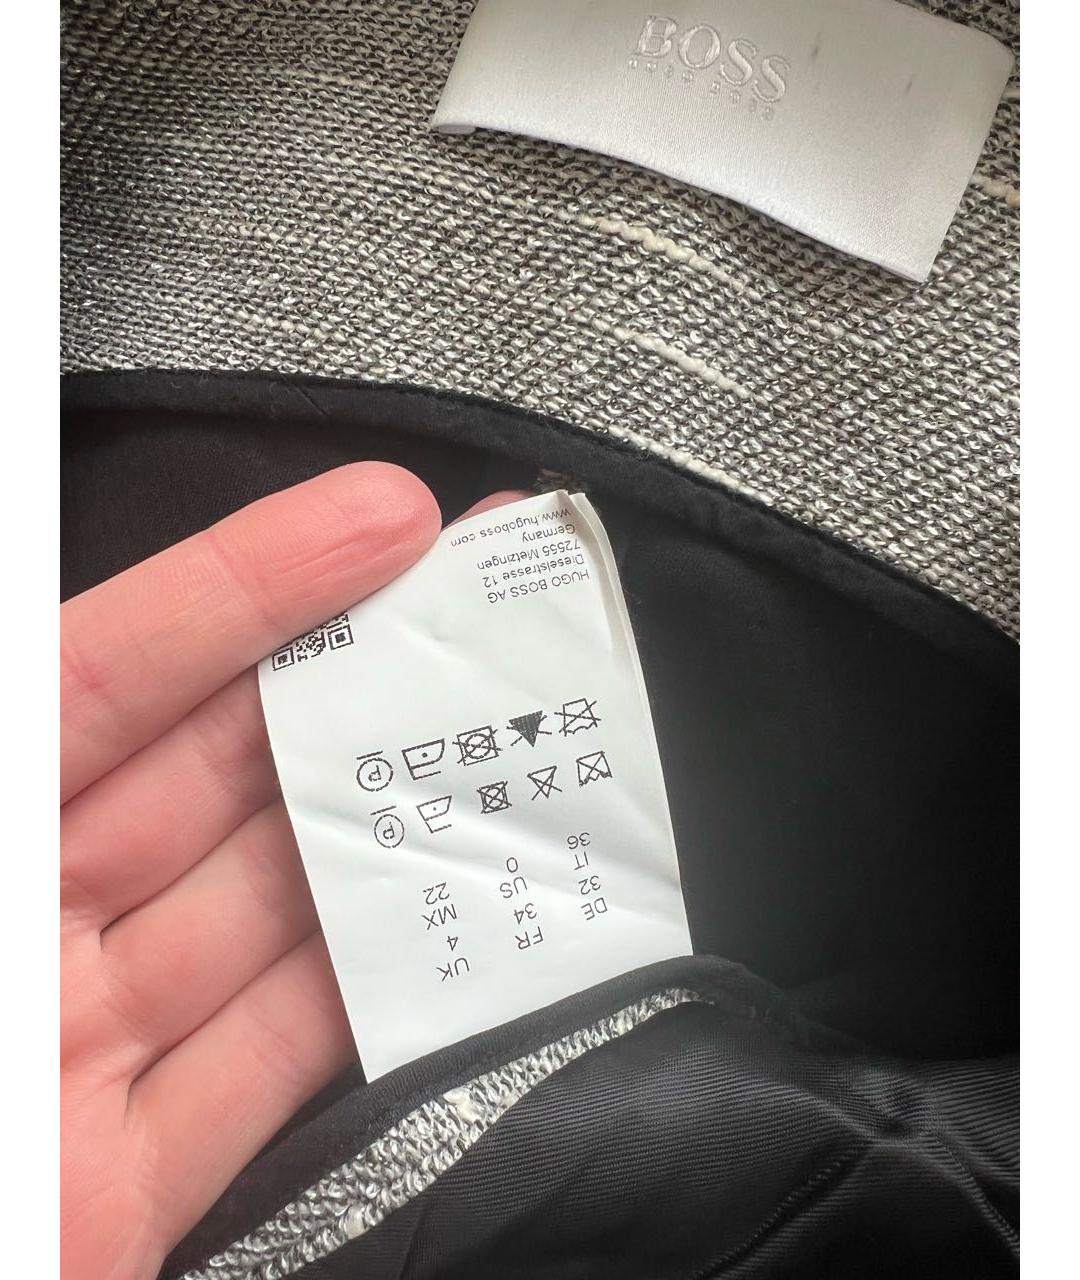 BOSS
HUGO BOSS
HUGO BOSS AG
Dieselstrasse 12
72555 Metzingen
Germany
www.hugoboss.com
P
P
DE FR UK
32 34 4
IT US MX
36 0 22